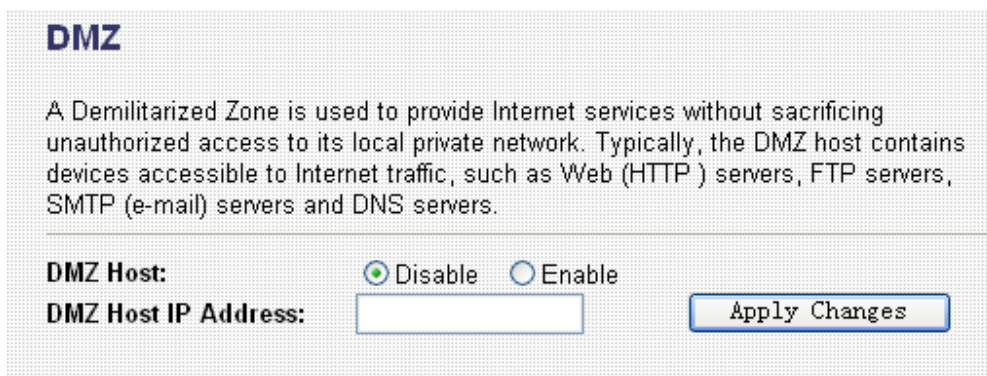 DMZ
A Demilitarized Zone is used to provide Internet services without sacrificing
unauthorized access to its local private network. Typically, the DMZ host contains
devices accessible to Internet traffic, such as Web (HTTP ) servers, FTP servers,
SMTP (e-mail) servers and DNS servers.
DMZ Host: Disable Enable
DMZ Host IP Address: Apply Changes